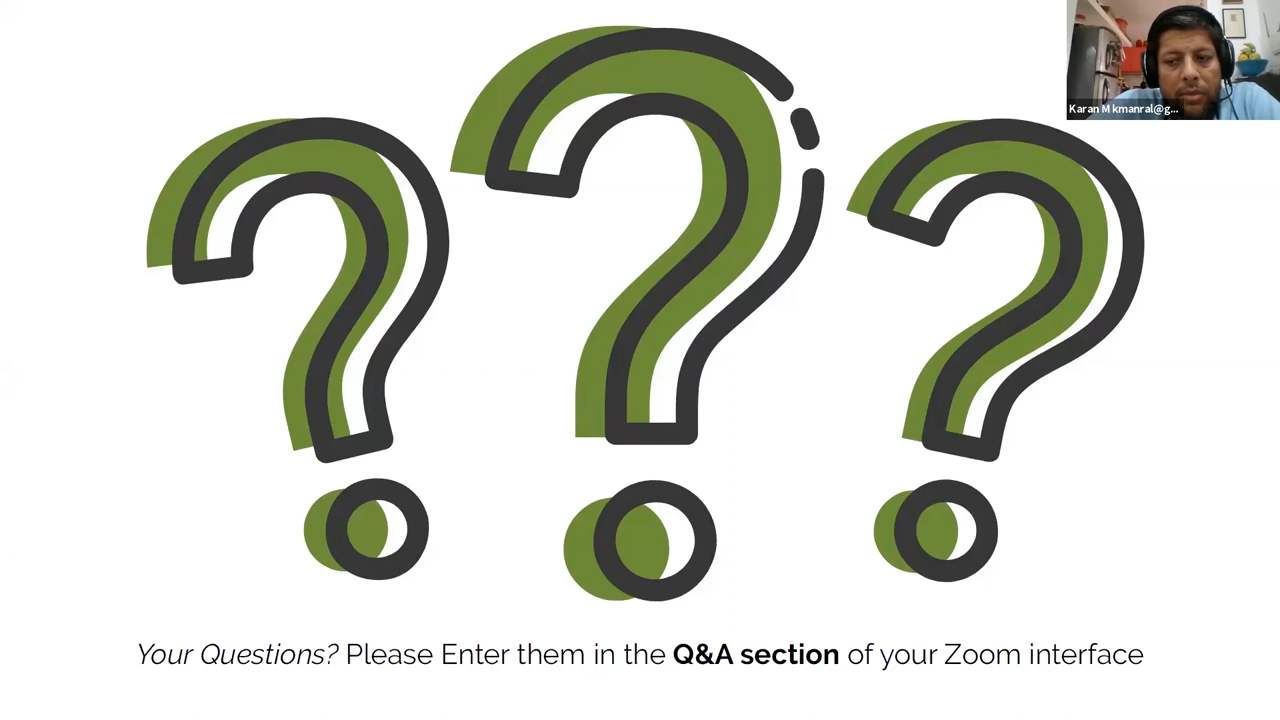 Karan M kmanral@g...
Your Questions? Please Enter them in the Q&A section of your Zoom interface